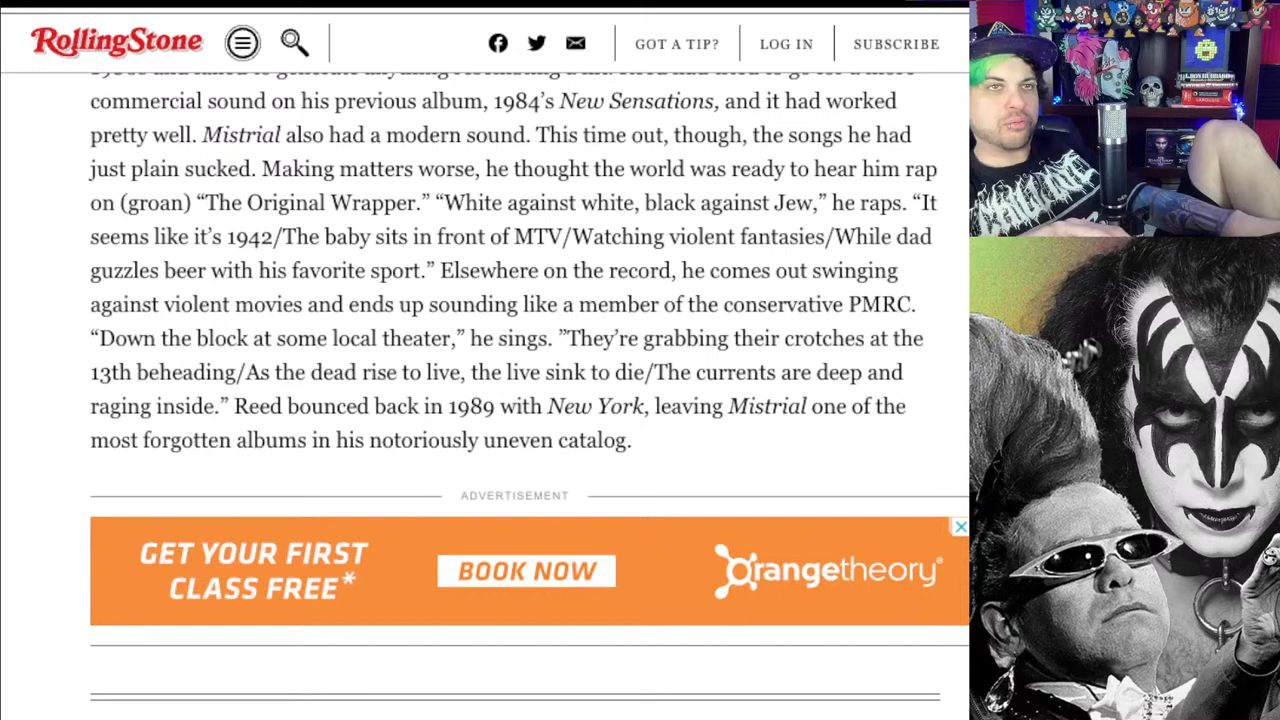 RollingStone
GOT A TIP?
LOG IN
SUBSCRIBE
commercial sound on his previous album, 1984’s New Sensations, and it had worked
pretty well. Mistrial also had a modern sound. This time out, though, the songs he had
just plain sucked. Making matters worse, he thought the world was ready to hear him rap
on (groan) “The Original Wrapper.” “White against white, black against Jew,” he raps. “It
seems like it’s 1942/The baby sits in front of MTV/Watching violent fantasies/While dad
guzzles beer with his favorite sport.” Elsewhere on the record, he comes out swinging
against violent movies and ends up sounding like a member of the conservative PMRC.
“Down the block at some local theater,” he sings. ”They’re grabbing their crotches at the
13th beheading/As the dead rise to live, the live sink to die/The currents are deep and
raging inside.” Reed bounced back in 1989 with New York, leaving Mistrial one of the
most forgotten albums in his notoriously uneven catalog.
ADVERTISEMENT
GET YOUR FIRST
CLASS FREE*
BOOK NOW
Orangetheory®